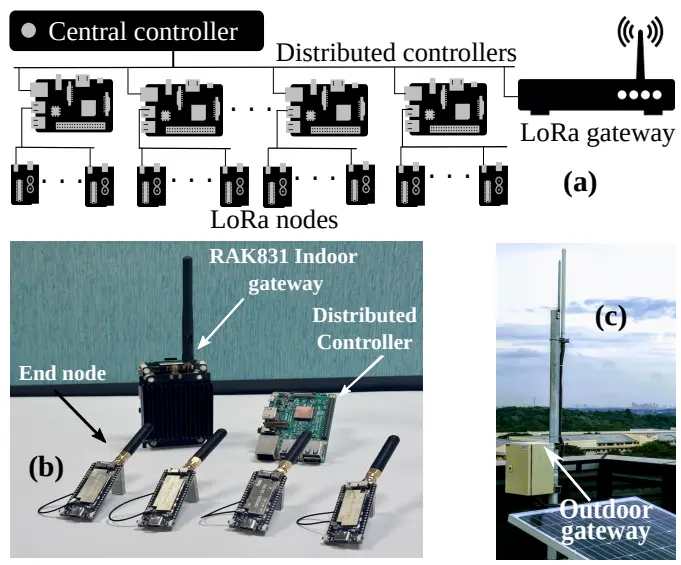 Central controller
Distributed controllers
LoRa gateway
(a)
LoRa nodes
RAK831 Indoor
gateway
Distributed
Controller
End node
(b)
(c)
Outdoor
gateway